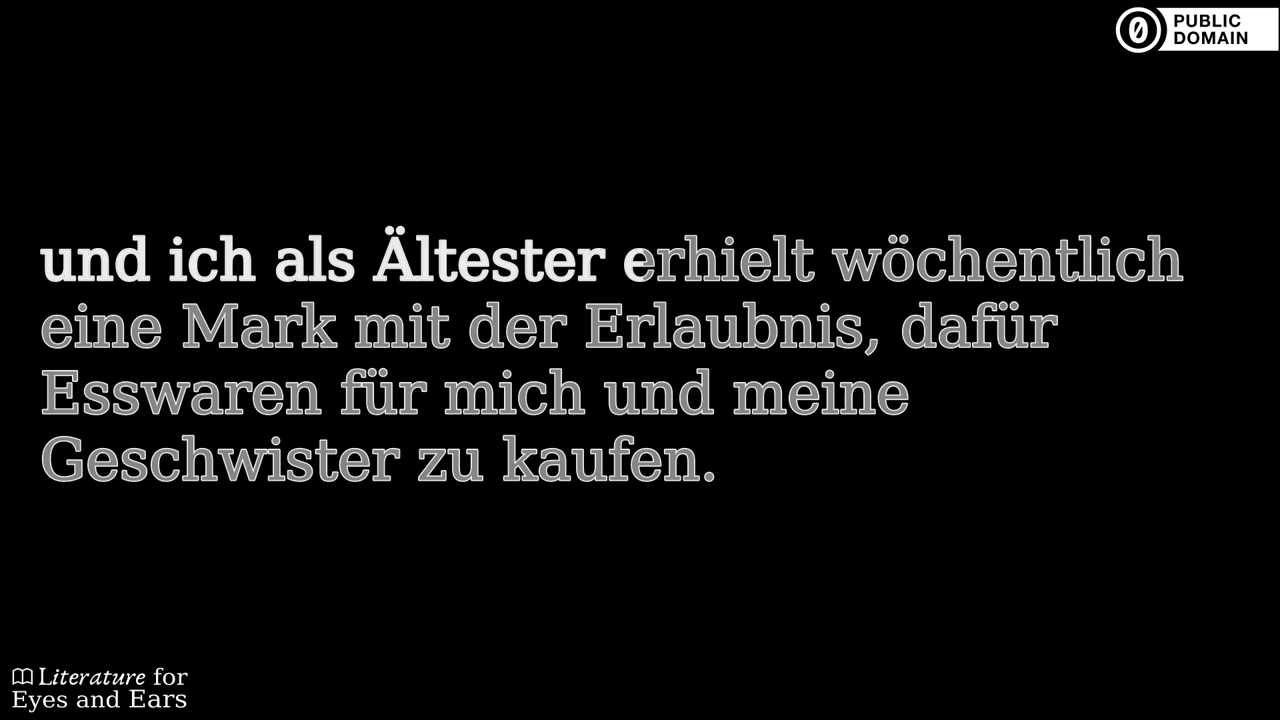 PUBLIC
DOMAIN
und ich als Ältester erhielt wöchentlich
eine Mark mit der Erlaubnis, dafür
Esswaren für mich und meine
Geschwister zu kaufen.
Literature for
Eyes and Ears